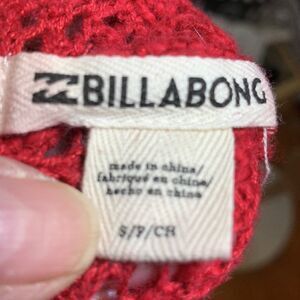 BILLABONG
made in china/
fabriqué en chine/
hecho en china
S/P/CH